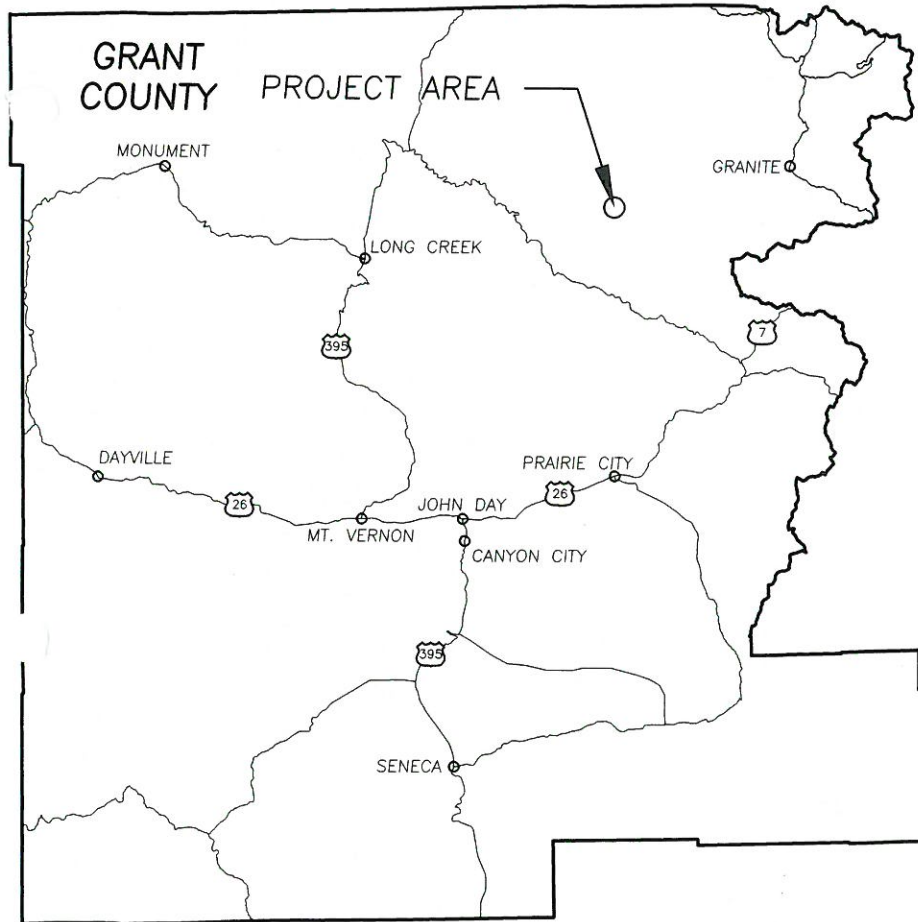 GRANT
COUNTY
PROJECT AREA
MONUMENT
GRANITE
LONG CREEK
7
395
DAYVILLE
PRAIRIE CITY
26
JOHN DAY
26
MT. VERNON
CANYON CITY
395
SENECA